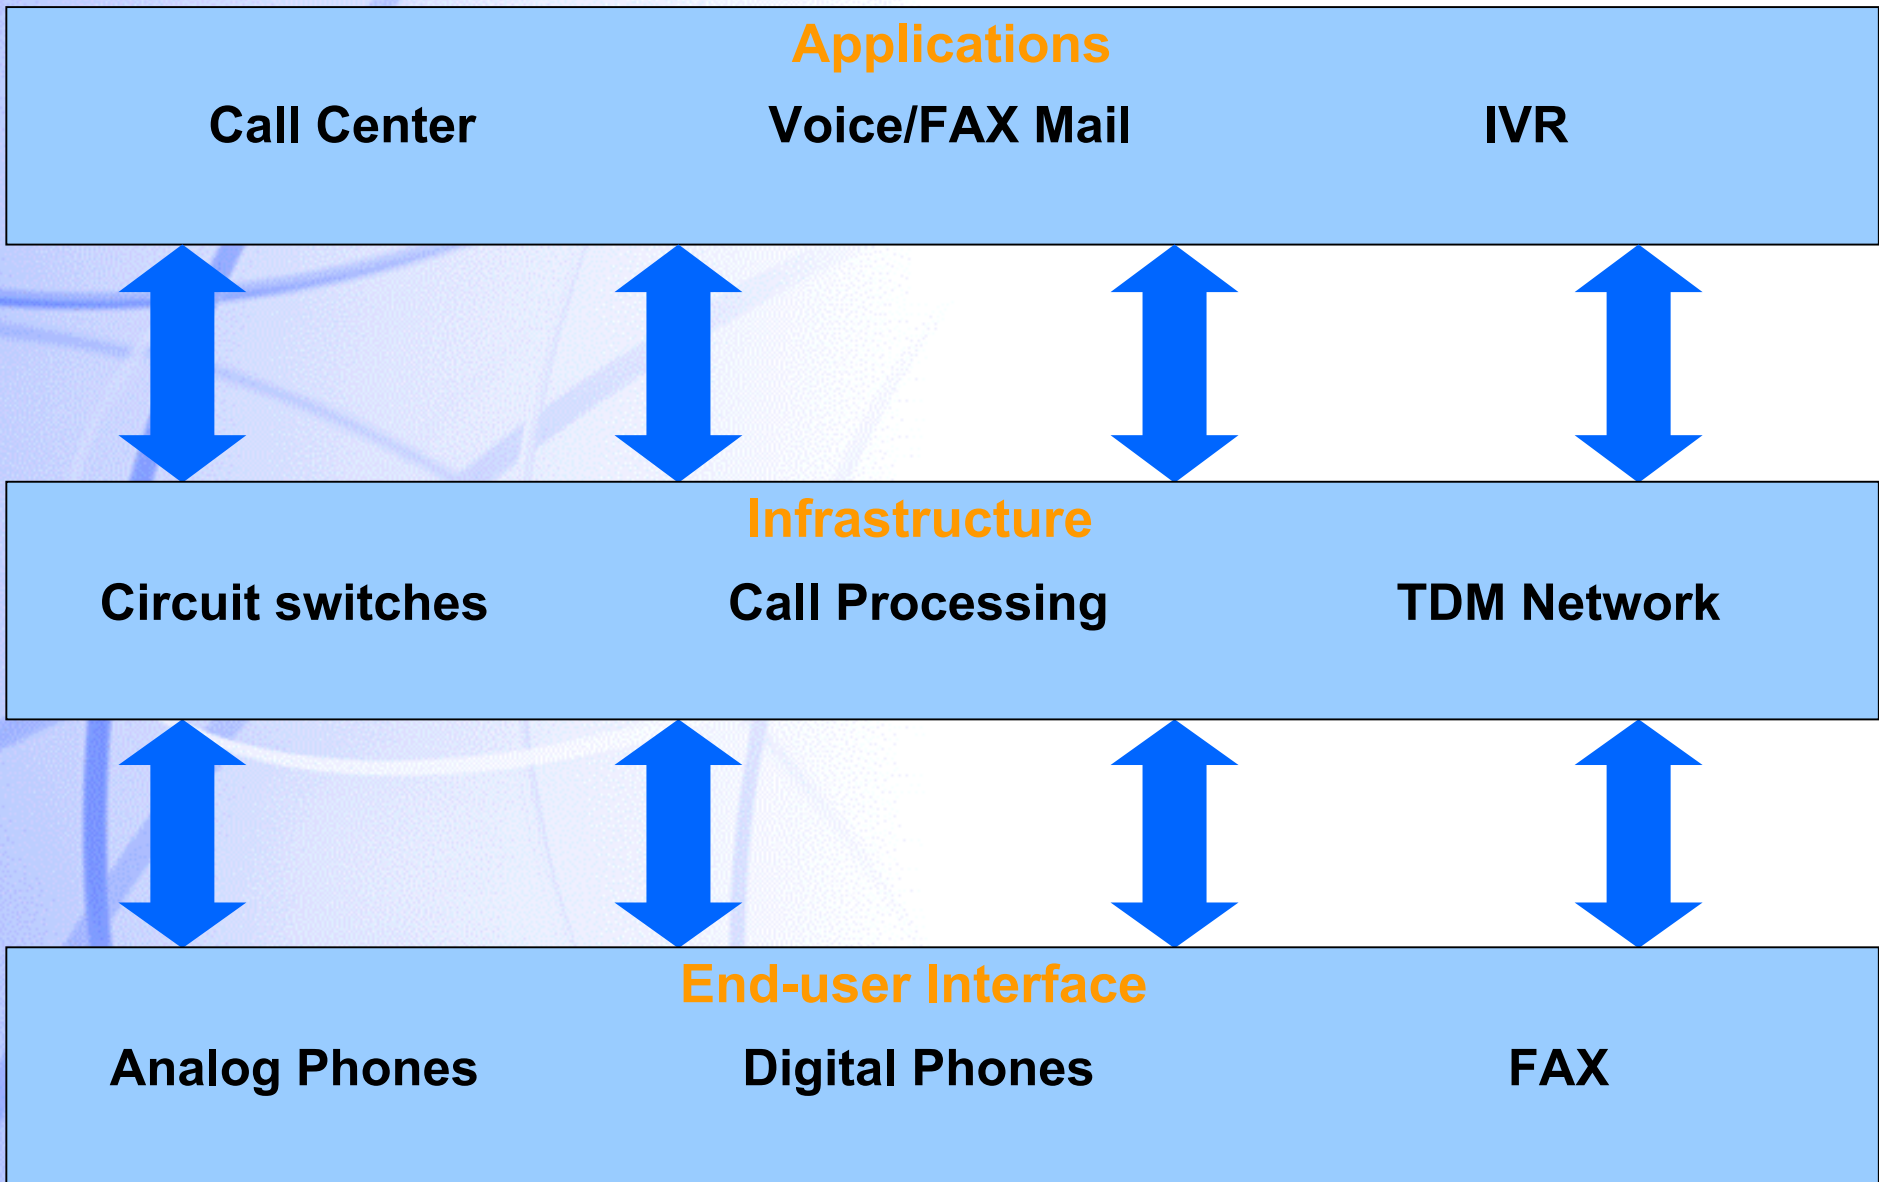 Applications
Call Center Voice/FAX Mail IVR
Infrastructure
Circuit switches Call Processing TDM Network
End-user Interface
Analog Phones Digital Phones FAX